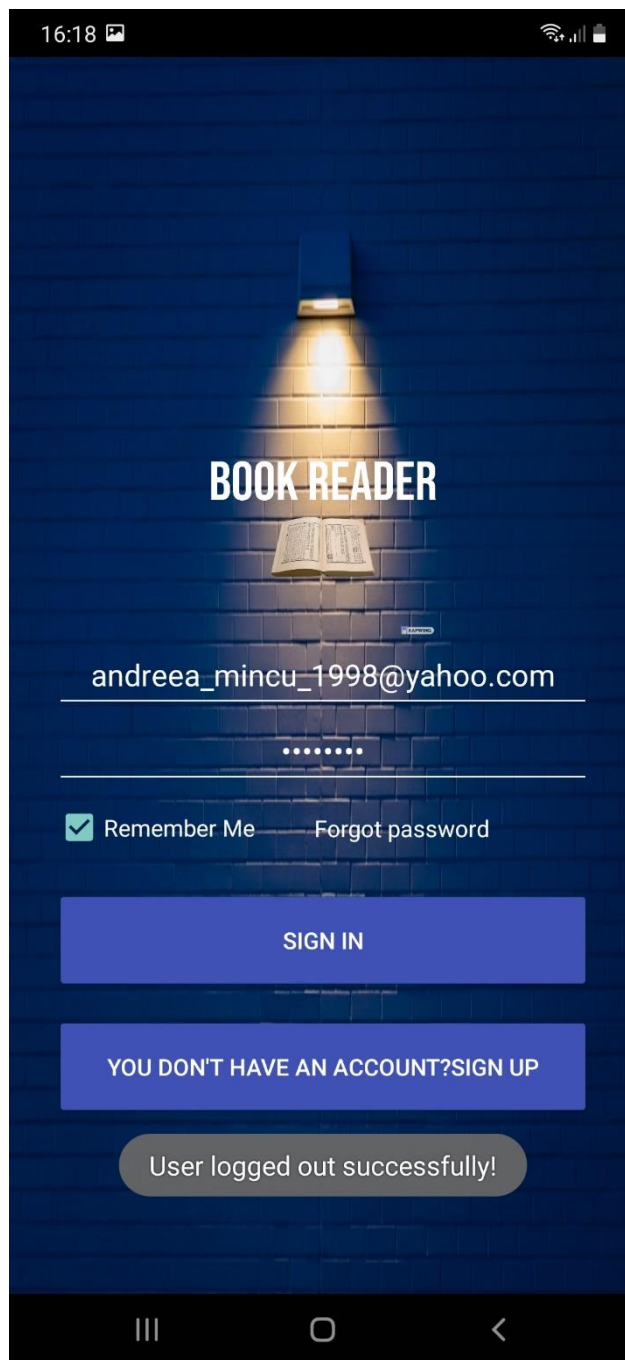 16:18
BOOK READER
KAPWING
andreea_mincu_1998@yahoo.com
••••••••
Remember Me Forgot password
SIGN IN
YOU DON'T HAVE AN ACCOUNT?SIGN UP
User logged out successfully!